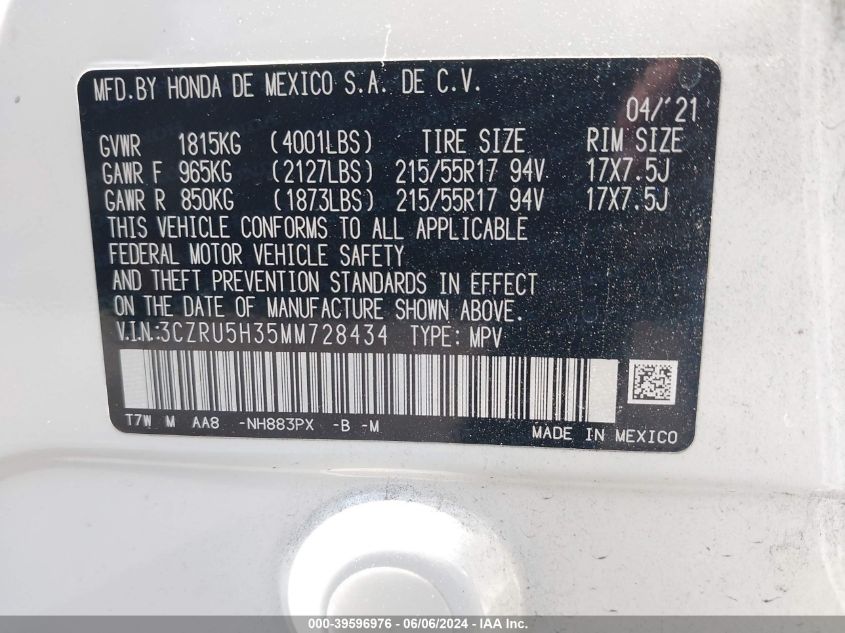 MFD.BY HONDA DE MEXICO S.A. DE C.V.
04/'21
GVWR 1815KG (4001LBS) TIRE SIZE RIM SIZE
GAWR F 965KG (2127LBS) 215/55R17 94V 17X7.5J
GAWR R 850KG (1873LBS) 215/55R17 94V 17X7.5J
THIS VEHICLE CONFORMS TO ALL APPLICABLE
FEDERAL MOTOR VEHICLE SAFETY
AND THEFT PREVENTION STANDARDS IN EFFECT
ON THE DATE OF MANUFACTURE SHOWN ABOVE.
V.I.N.:3CZRU5H35MM728434 TYPE: MPV
T7W M AA8 -NH883PX -B -M
MADE IN MEXICO
000-39596976 - 06/06/2024 - IAA Inc.